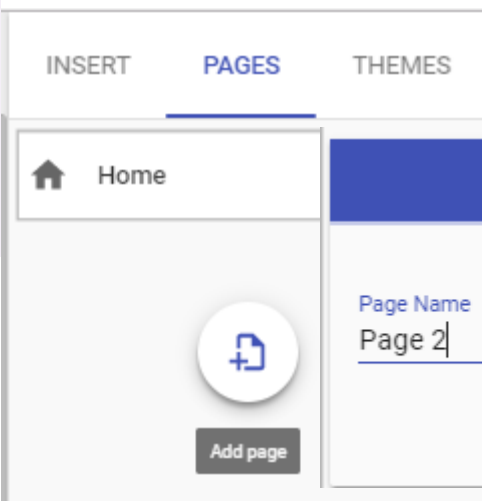 INSERT PAGES THEMES
Home
Page Name
Page 2
Add page